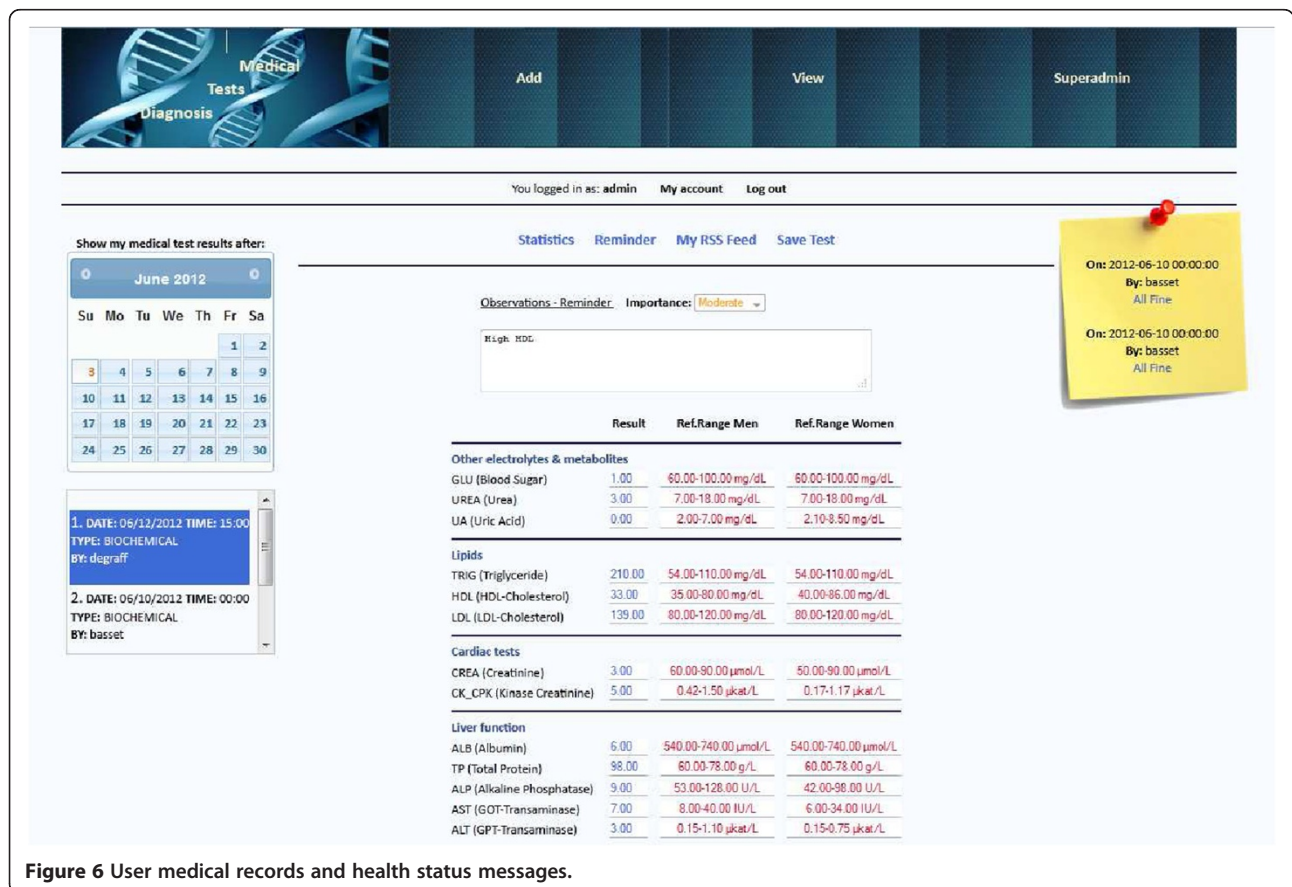 Medical
Tests
Diagnosis
Add
View
Superadmin
You logged in as: admin My account Log out
Show my medical test results after:
June 2012
Su Mo Tu We Th Fr Sa
1 2
3 4 5 6 7 8 9
10 11 12 13 14 15 16
17 18 19 20 21 22 23
24 25 26 27 28 29 30
1. DATE: 06/12/2012 TIME: 15:00
TYPE: BIOCHEMICAL
BY: degraff
2. DATE: 06/10/2012 TIME: 00:00
TYPE: BIOCHEMICAL
BY: basset
Statistics Reminder My RSS Feed Save Test
Observations - Reminder Importance: Moderate
High HDL
Result Ref.Range Men Ref.Range Women
Other electrolytes & metabolites
GLU (Blood Sugar) 1.00 60.00-100.00 mg/dL 60.00-100.00 mg/dL
UREA (Urea) 3.00 7.00-18.00 mg/dL 7.00-18.00 mg/dL
UA (Uric Acid) 0.00 2.00-7.00 mg/dL 2.10-8.50 mg/dL
Lipids
TRIG (Triglyceride) 210.00 54.00-110.00 mg/dL 54.00-110.00 mg/dL
HDL (HDL-Cholesterol) 33.00 35.00-80.00 mg/dL 40.00-86.00 mg/dL
LDL (LDL-Cholesterol) 139.00 80.00-120.00 mg/dL 80.00-120.00 mg/dL
Cardiac tests
CREA (Creatinine) 3.00 60.00-90.00 µmol/L 50.00-90.00 µmol/L
CK_CPK (Kinase Creatinine) 5.00 0.42-1.50 µkat/L 0.17-1.17 µkat/L
Liver function
ALB (Albumin) 6.00 540.00-740.00 µmol/L 540.00-740.00 µmol/L
TP (Total Protein) 98.00 60.00-78.00 g/L 60.00-78.00 g/L
ALP (Alkaline Phosphatase) 9.00 53.00-128.00 U/L 42.00-98.00 U/L
AST (GOT-Transaminase) 7.00 8.00-40.00 IU/L 6.00-34.00 IU/L
ALT (GPT-Transaminase) 3.00 0.15-1.10 µkat/L 0.15-0.75 µkat/L
On: 2012-06-10 00:00:00
By: basset
All Fine
On: 2012-06-10 00:00:00
By: basset
All Fine
Figure 6 User medical records and health status messages.